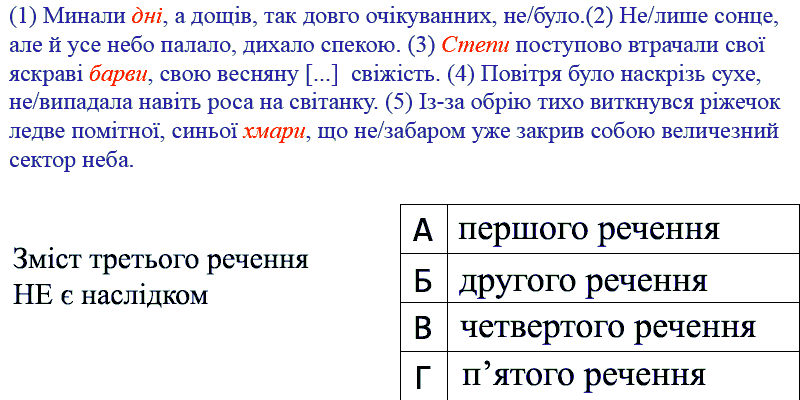 (1) Минали дні, а дощів, так довго очікуванних, не/було.(2) Не/лише сонце,
але й усе небо палало, дихало спекою. (3) Степи поступово втрачали свої
яскраві барви, свою весняну [...] свіжість. (4) Повітря було наскрізь сухе,
не/випадала навіть роса на світанку. (5) Із-за обрію тихо виткнувся ріжечок
ледве помітної, синьої хмари, що не/забаром уже закрив собою величезний
сектор неба.
Зміст третього речення
НЕ є наслідком
А першого речення
Б другого речення
В четвертого речення
Г п’ятого речення